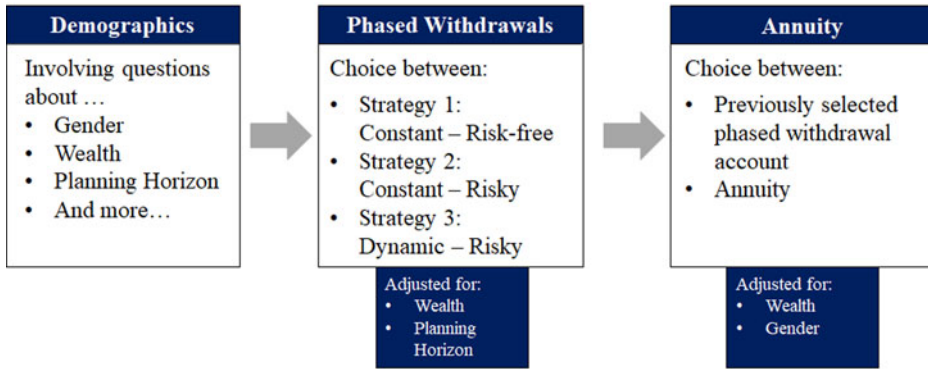 Demographics
Involving questions
about …
• Gender
• Wealth
• Planning Horizon
• And more…
Phased Withdrawals
Choice between:
• Strategy 1:
Constant – Risk-free
• Strategy 2:
Constant – Risky
• Strategy 3:
Dynamic – Risky
Adjusted for:
• Wealth
• Planning
Horizon
Annuity
Choice between:
• Previously selected
phased withdrawal
account
• Annuity
Adjusted for:
• Wealth
• Gender